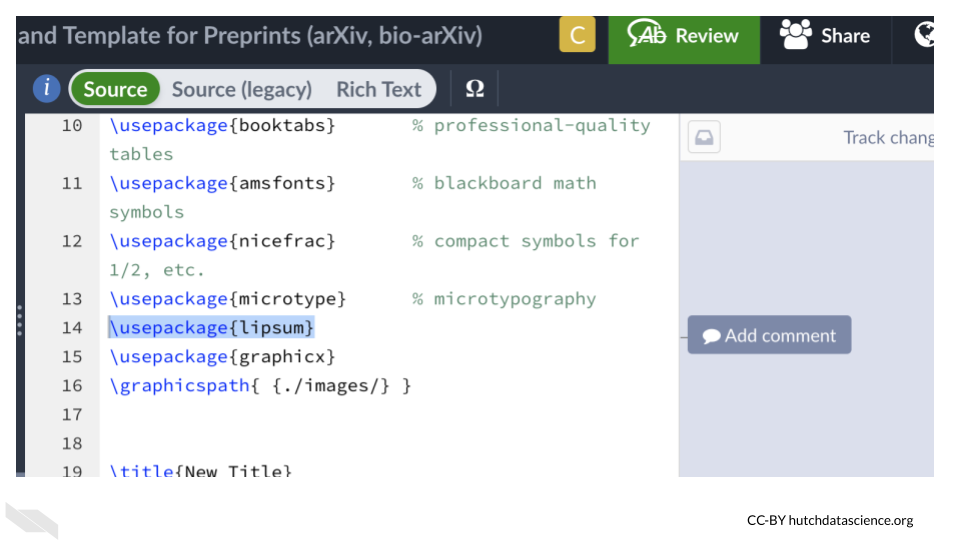 and Template for Preprints (arXiv, bio-arXiv)
C
Ab Review
Share
i
Source
Source (legacy)
Rich Text
Ω
10 \usepackage{booktabs} % professional-quality
tables
11 \usepackage{amsfonts} % blackboard math
symbols
12 \usepackage{nicefrac} % compact symbols for
1/2, etc.
13 \usepackage{microtype} % microtypography
14 \usepackage{lipsum}
15 \usepackage{graphicx}
16 \graphicspath{ {./images/} }
17
18
19 \title{New Title}
Track chang
Add comment
CC-BY hutchdatascience.org